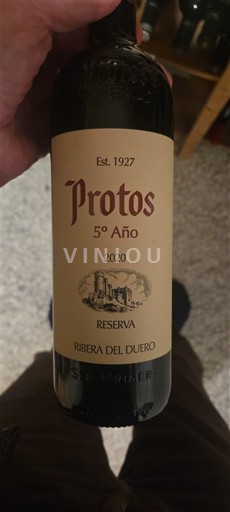 Est. 1927
Protos
5º Año
VINIOU
2020
RESERVA
RIBERA DEL DUERO